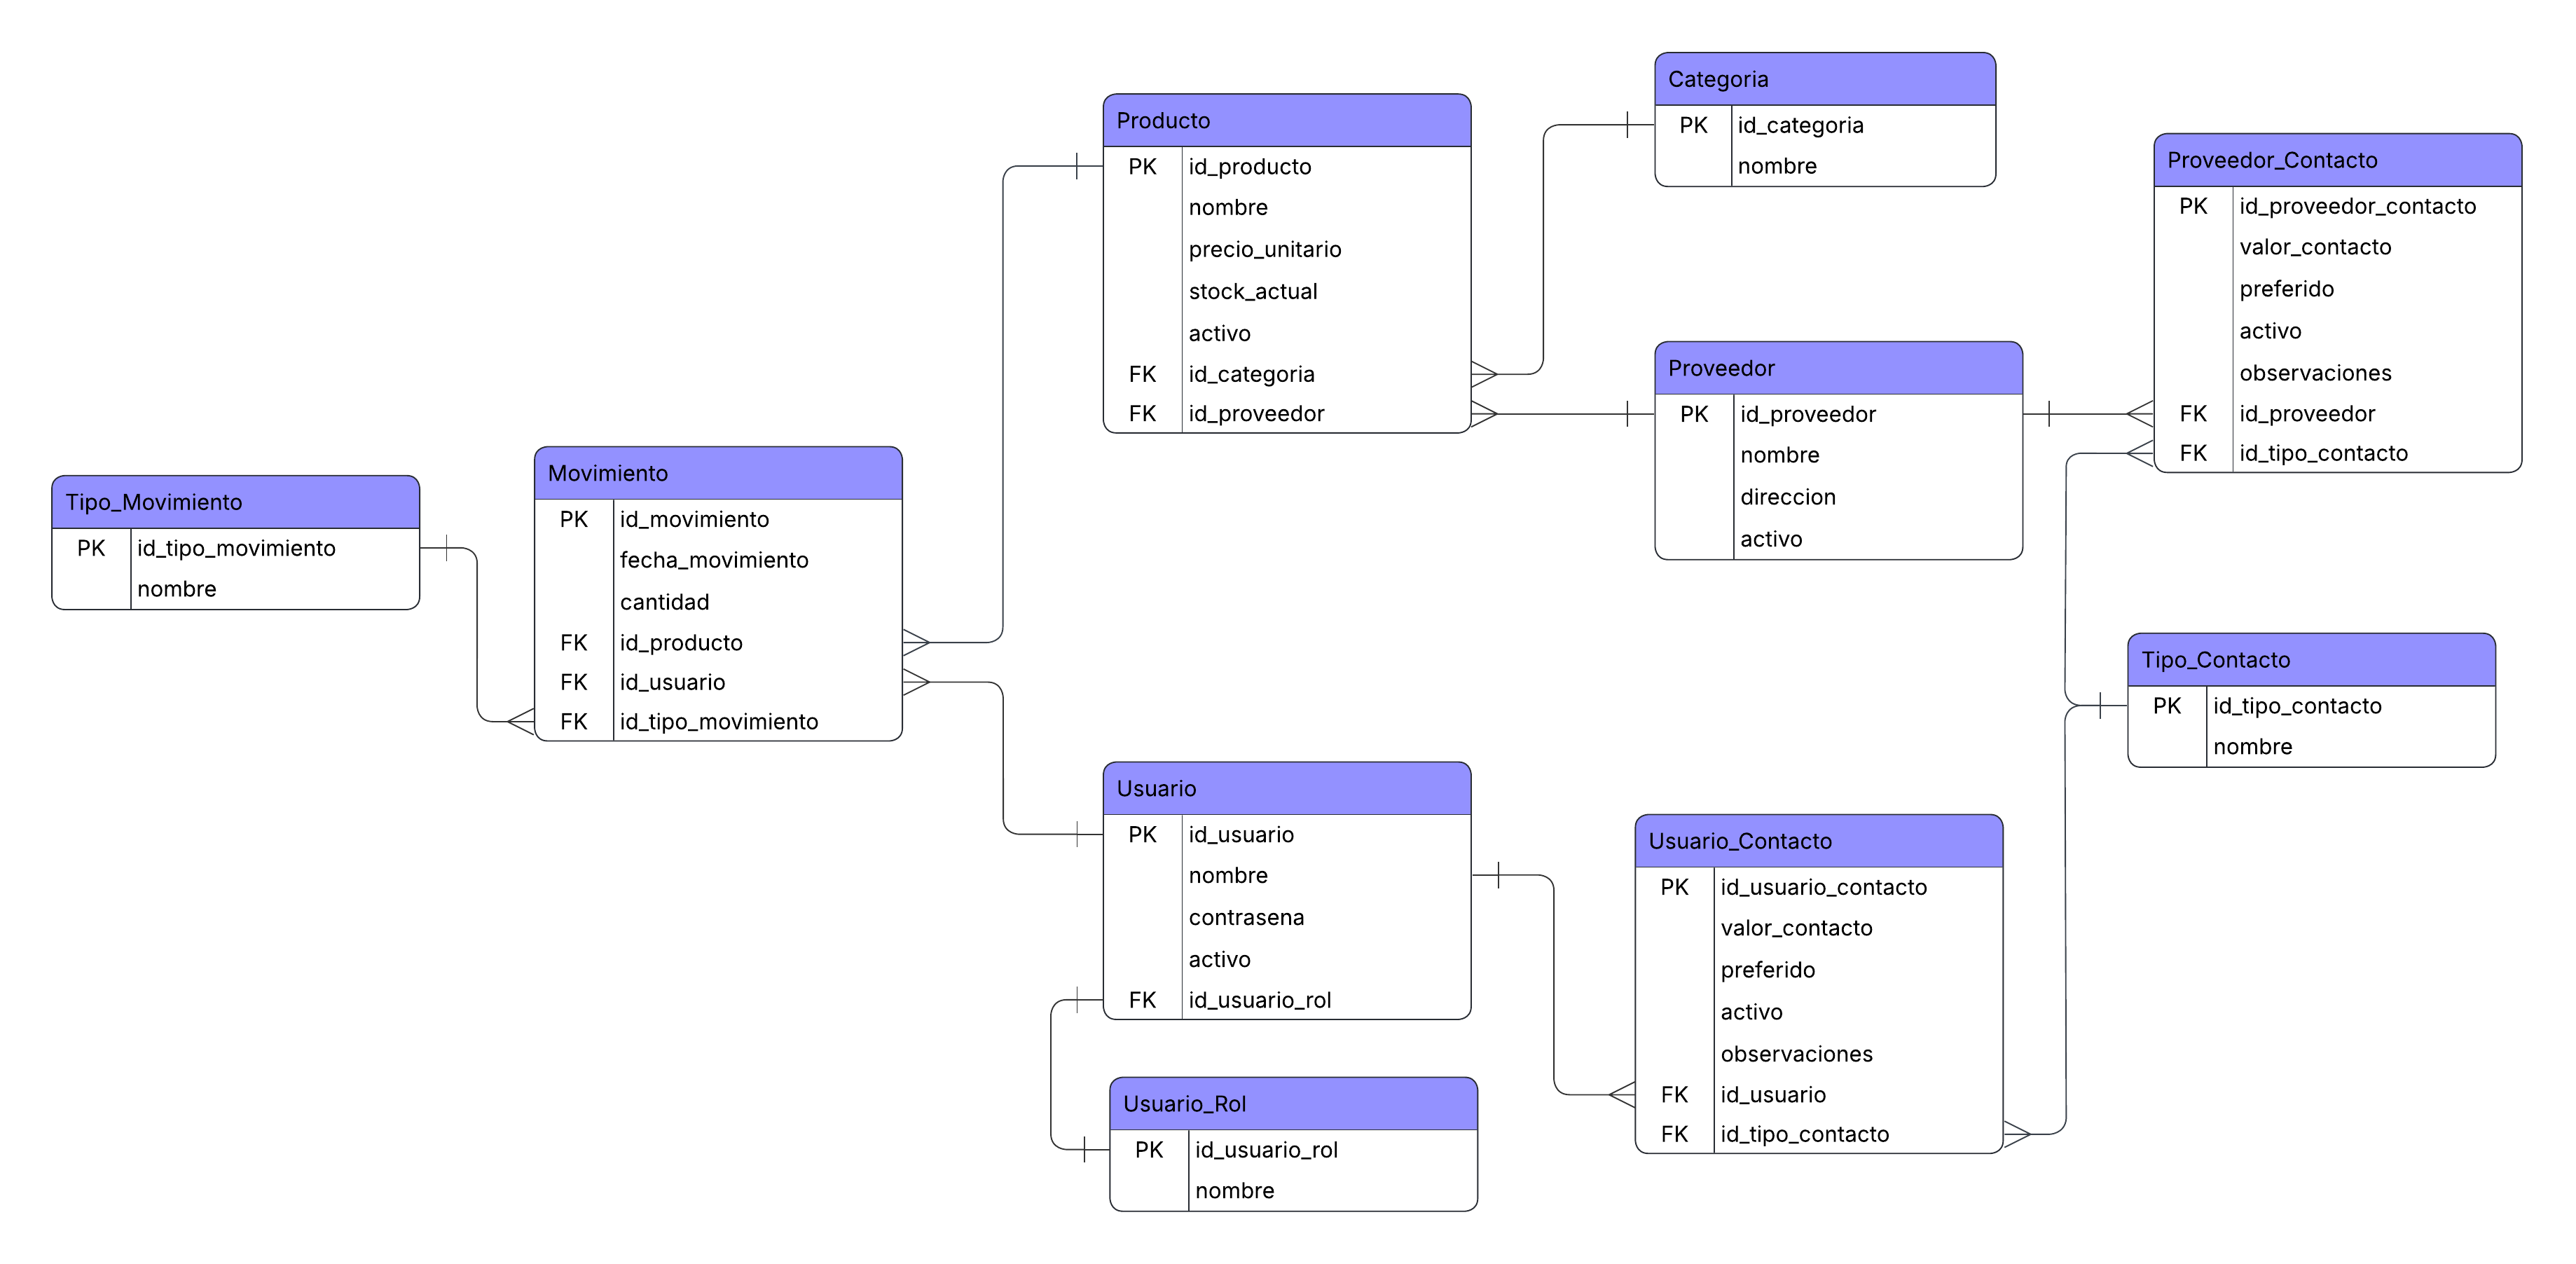 Categoria
PK id_categoria
nombre
Producto
PK id_producto
nombre
precio_unitario
stock_actual
activo
FK id_categoria
FK id_proveedor
Proveedor_Contacto
PK id_proveedor_contacto
valor_contacto
preferido
activo
observaciones
FK id_proveedor
FK id_tipo_contacto
Proveedor
PK id_proveedor
nombre
direccion
activo
Movimiento
PK id_movimiento
fecha_movimiento
cantidad
FK id_producto
FK id_usuario
FK id_tipo_movimiento
Tipo_Movimiento
PK id_tipo_movimiento
nombre
Tipo_Contacto
PK id_tipo_contacto
nombre
Usuario
PK id_usuario
nombre
contrasena
activo
FK id_usuario_rol
Usuario_Contacto
PK id_usuario_contacto
valor_contacto
preferido
activo
observaciones
FK id_usuario
FK id_tipo_contacto
Usuario_Rol
PK id_usuario_rol
nombre